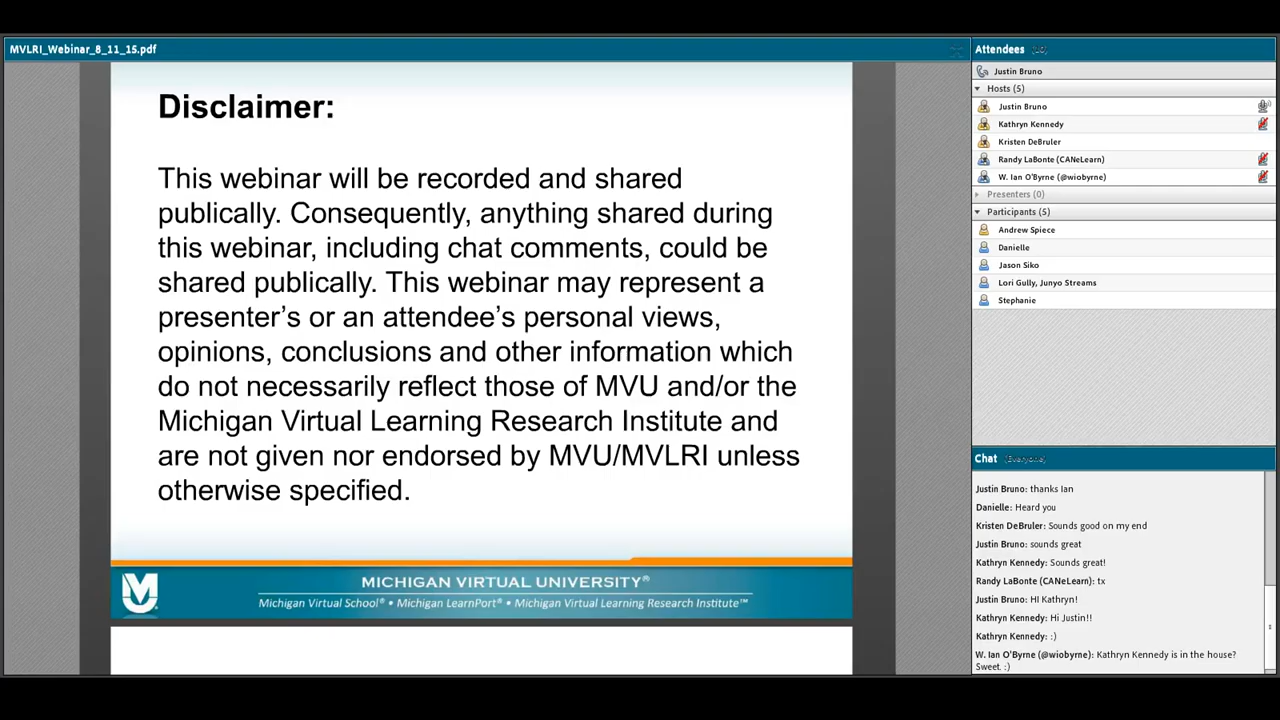 MVLRI_Webinar_8_11_15.pdf
Disclaimer:
This webinar will be recorded and shared
publically. Consequently, anything shared during
this webinar, including chat comments, could be
shared publically. This webinar may represent a
presenter's or an attendee's personal views,
opinions, conclusions and other information which
do not necessarily reflect those of MVU and/or the
Michigan Virtual Learning Research Institute and
are not given nor endorsed by MVU/MVLRI unless
otherwise specified.
MICHIGAN VIRTUAL UNIVERSITY®
Michigan Virtual School® • Michigan LearnPort® • Michigan Virtual Learning Research Institute™
Attendees (10)
Justin Bruno
Hosts (5)
Justin Bruno
Kathryn Kennedy
Kristen DeBruler
Randy LaBonte (CANeLearn)
W. Ian O'Byrne (@wiobyrne)
Presenters (0)
Participants (5)
Andrew Spiece
Danielle
Jason Siko
Lori Gully, Junyo Streams
Stephanie
Chat (Everyone)
Justin Bruno: thanks Ian
Danielle: Heard you
Kristen DeBruler: Sounds good on my end
Justin Bruno: sounds great
Kathryn Kennedy: Sounds great!
Randy LaBonte (CANeLearn): tx
Justin Bruno: HI Kathryn!
Kathryn Kennedy: Hi Justin!!
Kathryn Kennedy: :)
W. Ian O'Byrne (@wiobyrne): Kathryn Kennedy is in the house?
Sweet. :)